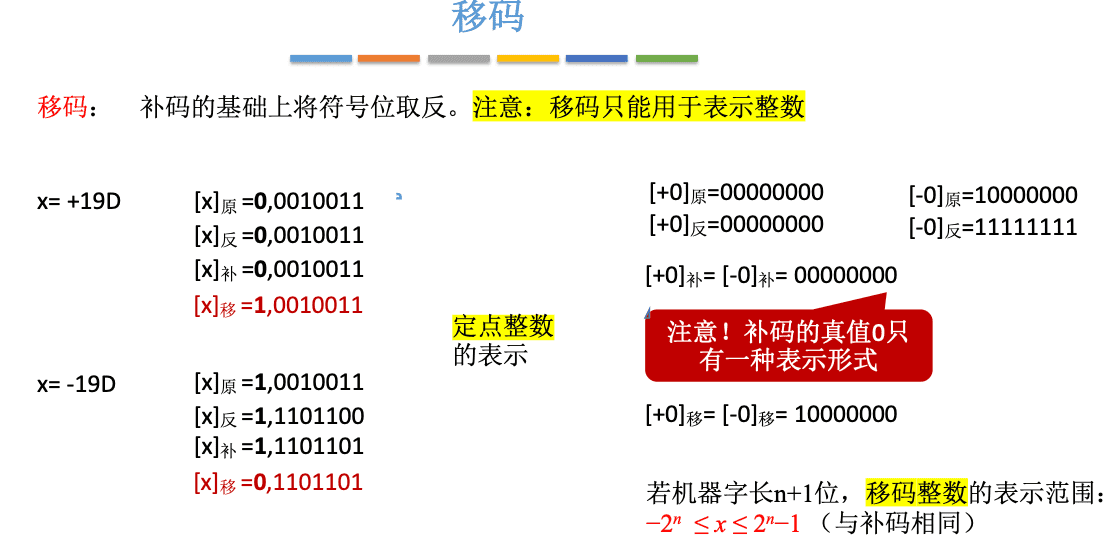 移码
移码： 补码的基础上将符号位取反。注意：移码只能用于表示整数
x= +19D
[x]原 =0,0010011
[x]反 =0,0010011
[x]补 =0,0010011
[x]移 =1,0010011
x= -19D
[x]原 =1,0010011
[x]反 =1,1101100
[x]补 =1,1101101
[x]移 =0,1101101
定点整数
的表示
[+0]原=00000000 [-0]原=10000000
[+0]反=00000000 [-0]反=11111111
[+0]补= [-0]补= 00000000
注意！补码的真值0只
有一种表示形式
[+0]移= [-0]移= 10000000
若机器字长n+1位，移码整数的表示范围：
−2ⁿ ≤ x ≤ 2ⁿ−1 （与补码相同）